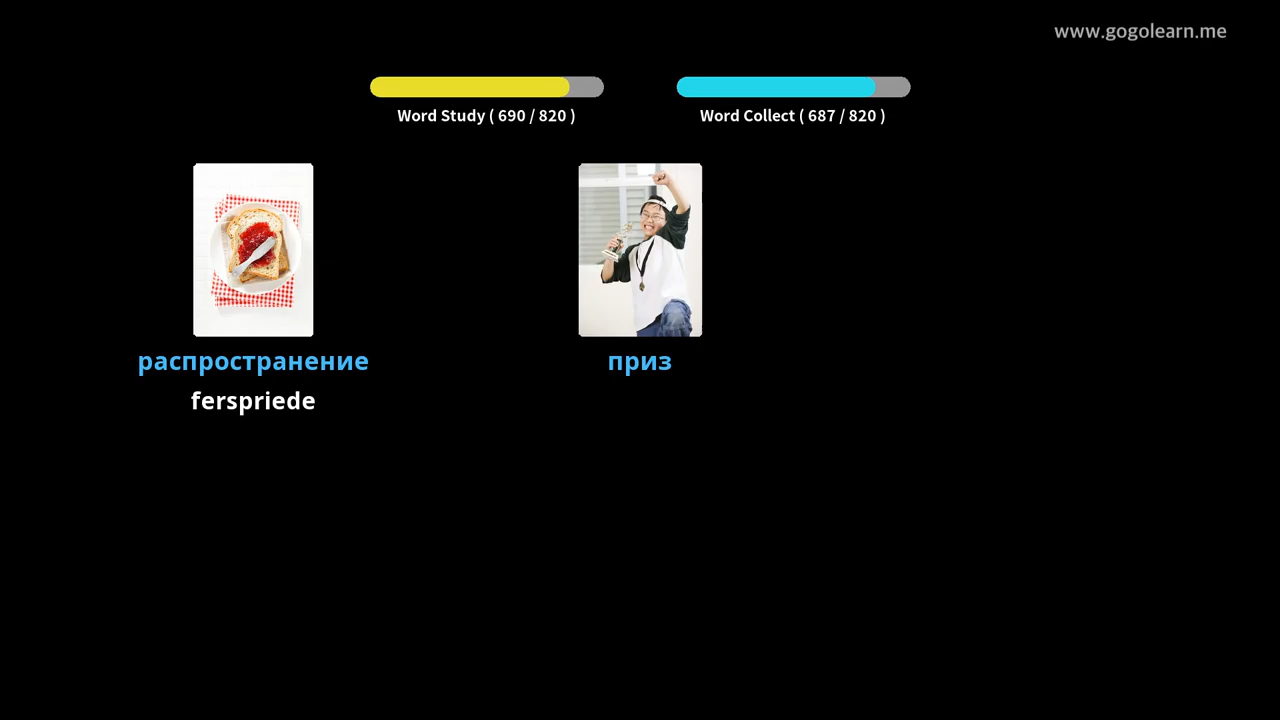 www.gogolearn.me
Word Study ( 690 / 820 )
Word Collect ( 687 / 820 )
распространение
ferspriede
приз